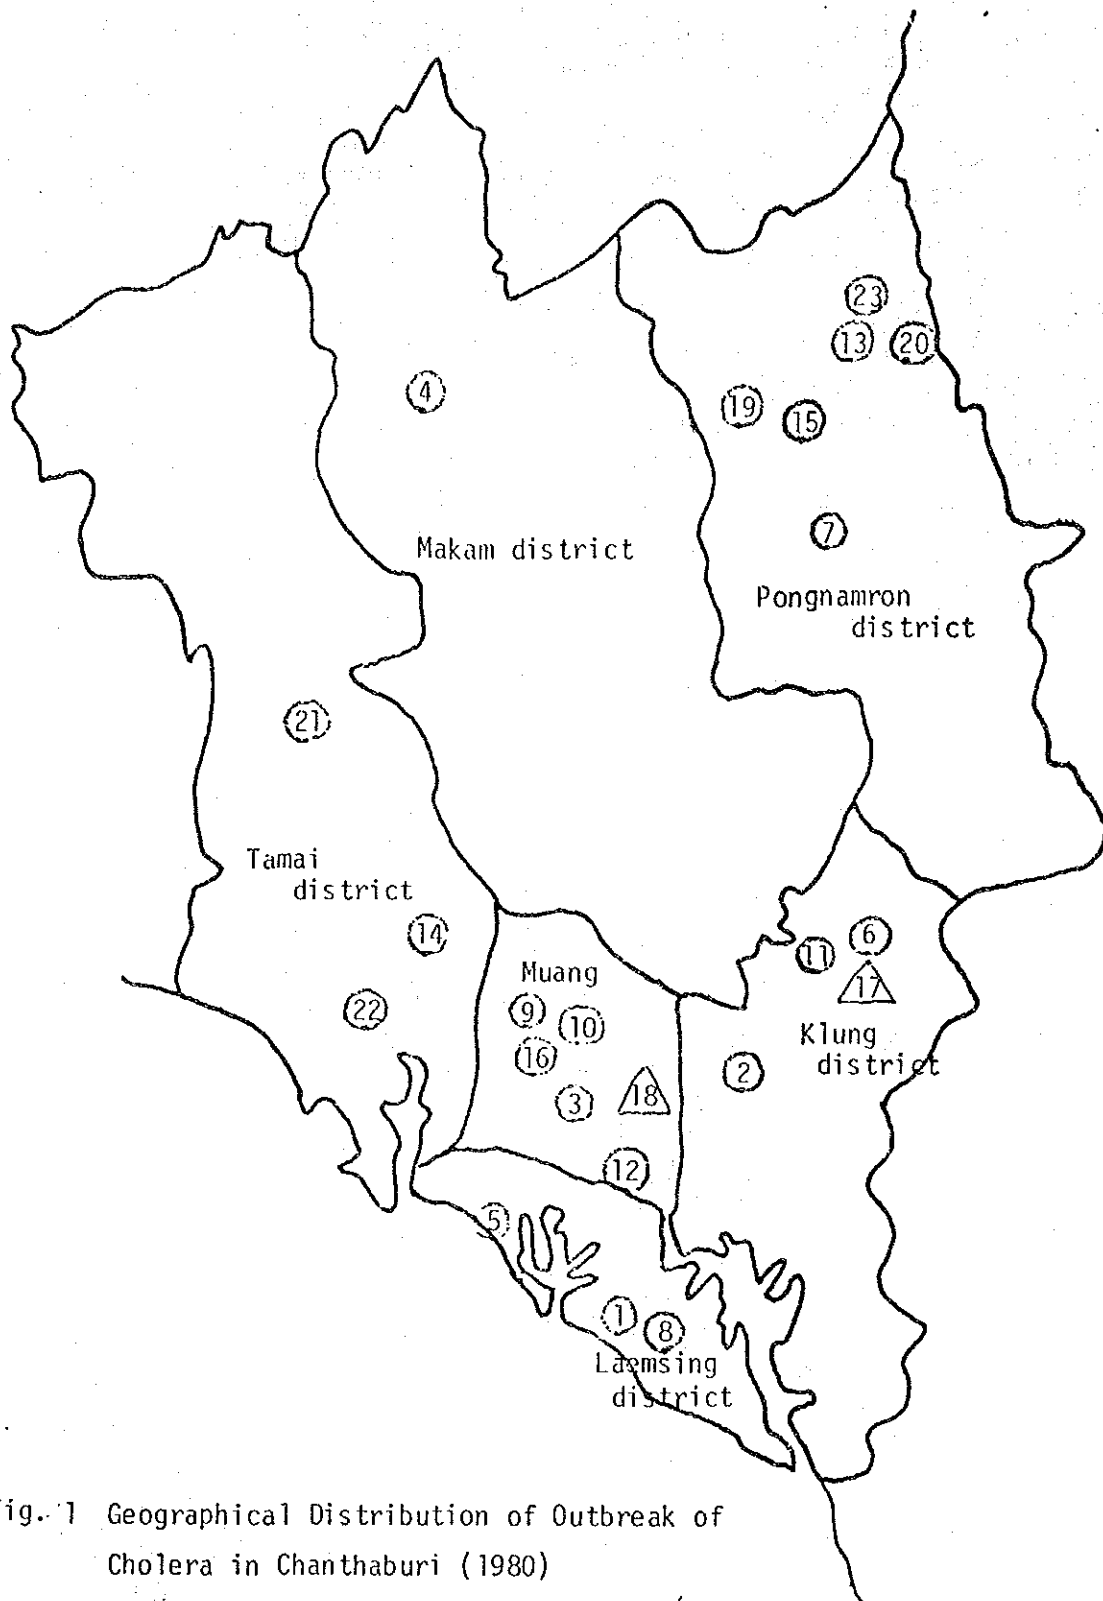 23
13 20
4
19 15
7
Makam district
Pongnamron
district
21
Tamai
district
14
6
11
17
Muang
9
10
22
Klung
district
16
2
18
3
12
5
1
8
Laemsing
district
ig. 1 Geographical Distribution of Outbreak of
Cholera in Chanthaburi (1980)